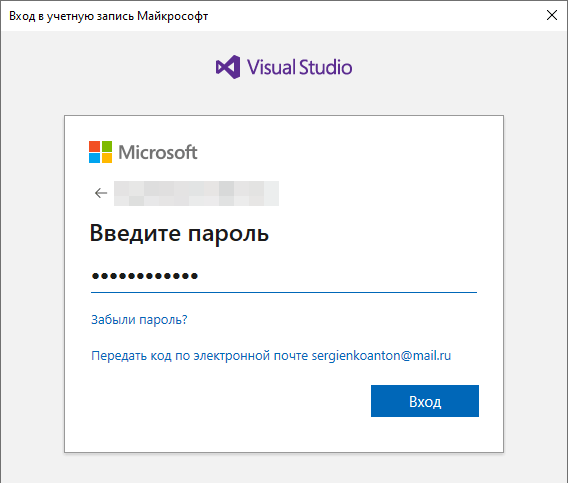 Вход в учетную запись Майкрософт
Visual Studio
Microsoft
Введите пароль
Забыли пароль?
Передать код по электронной почте sergienkoanton@mail.ru
Вход